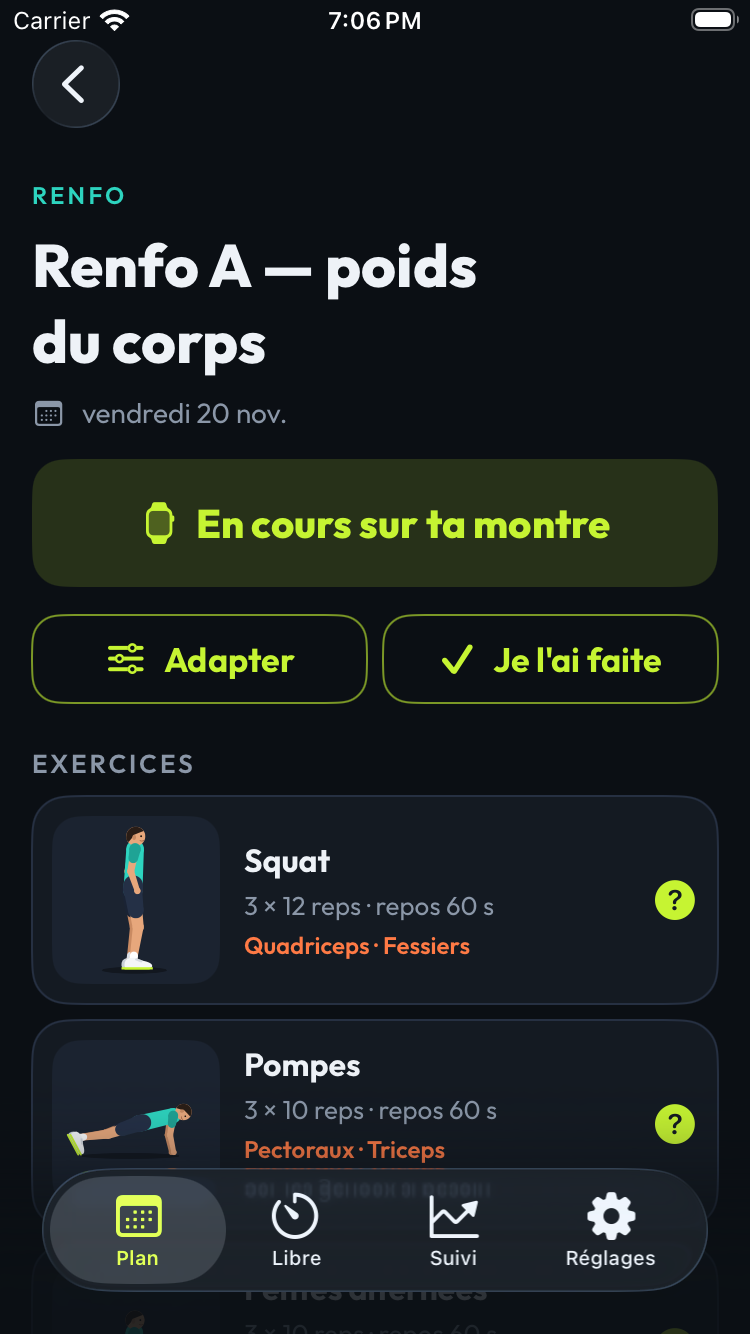 Carrier 7:06 PM
RENFO
Renfo A — poids
du corps
vendredi 20 nov.
En cours sur ta montre
Adapter
Je l'ai faite
EXERCICES
Squat
3 × 12 reps · repos 60 s
Quadriceps · Fessiers
?
Pompes
3 × 10 reps · repos 60 s
Pectoraux · Triceps
?
Plan
Libre
Suivi
Réglages